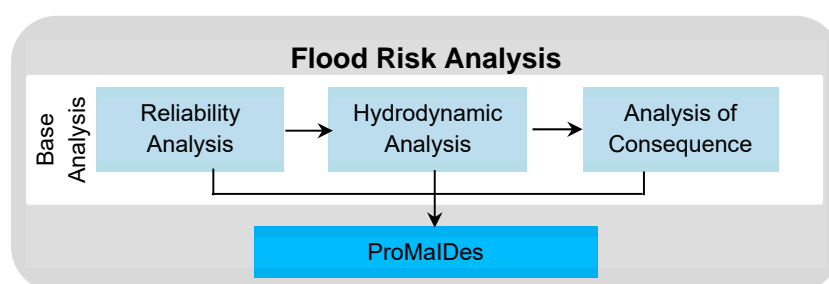 Flood Risk Analysis
Base
Analysis
Reliability
Analysis
Hydrodynamic
Analysis
Analysis of
Consequence
ProMaIDes